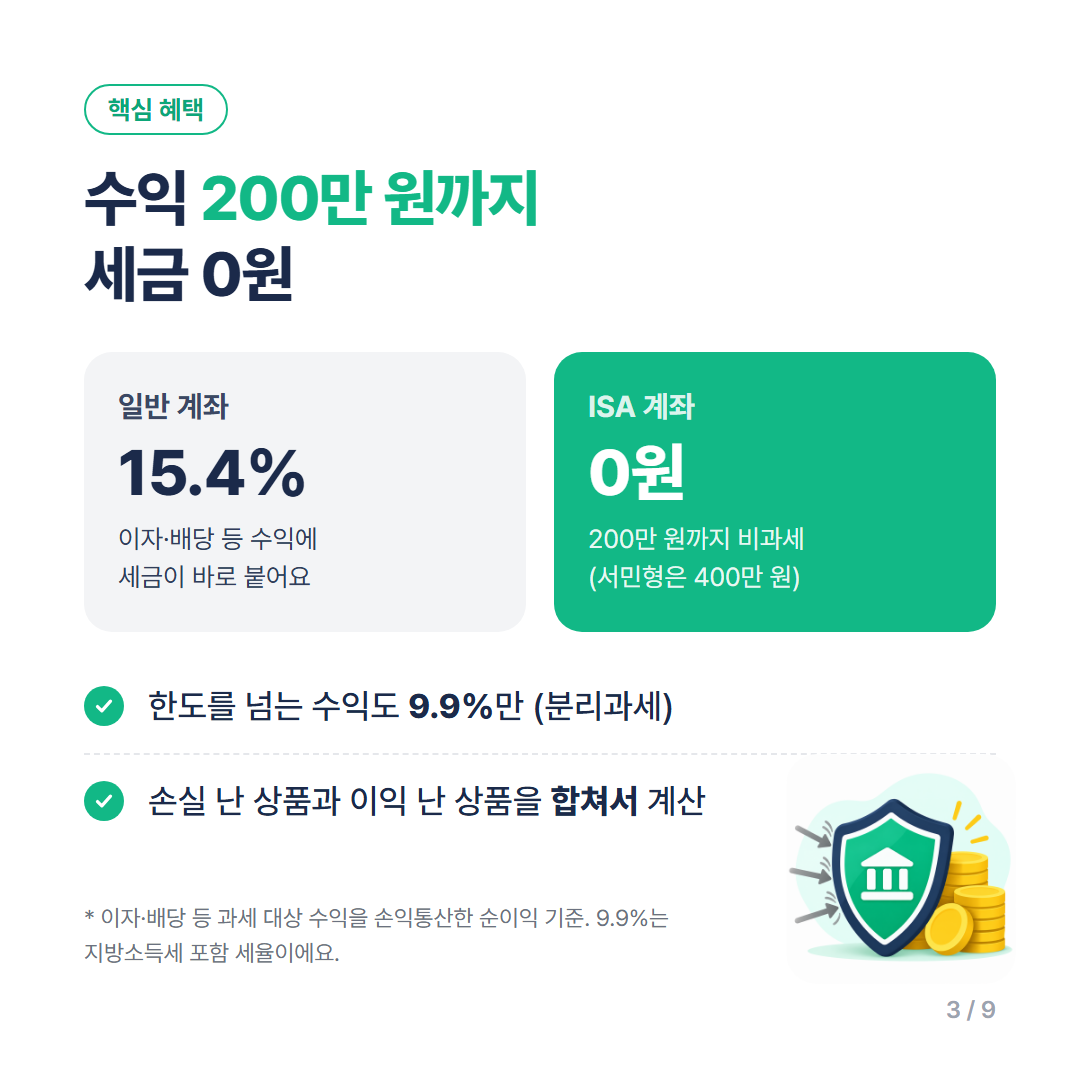 핵심 혜택
수익 200만 원까지
세금 0원
일반 계좌
15.4%
이자·배당 등 수익에
세금이 바로 붙어요
ISA 계좌
0원
200만 원까지 비과세
(서민형은 400만 원)
한도를 넘는 수익도 9.9%만 (분리과세)
손실 난 상품과 이익 난 상품을 합쳐서 계산
* 이자·배당 등 과세 대상 수익을 손익통산한 순이익 기준. 9.9%는
지방소득세 포함 세율이에요.
3 / 9